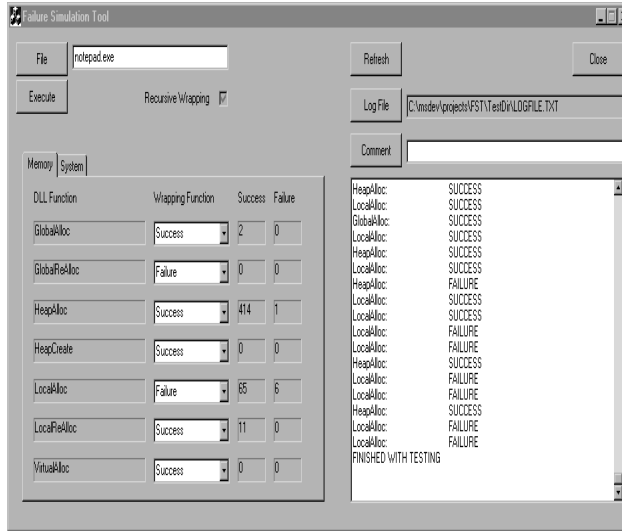 Failure Simulation Tool
File notepad.exe Refresh Close
Execute Recursive Wrapping Log File C:\msdev\projects\FST\TestDir\LOGFILE.TXT
Comment
Memory System
DLL Function Wrapping Function Success Failure
GlobalAlloc Success 2 0
GlobalReAlloc Failure 0 0
HeapAlloc Success 414 1
HeapCreate Success 0 0
LocalAlloc Failure 65 6
LocalReAlloc Success 11 0
VirtualAlloc Success 0 0
HeapAlloc: SUCCESS
LocalAlloc: SUCCESS
GlobalAlloc: SUCCESS
LocalAlloc: SUCCESS
HeapAlloc: SUCCESS
LocalAlloc: SUCCESS
HeapAlloc: FAILURE
LocalAlloc: SUCCESS
LocalAlloc: SUCCESS
LocalAlloc: FAILURE
LocalAlloc: FAILURE
HeapAlloc: SUCCESS
LocalAlloc: FAILURE
LocalAlloc: FAILURE
HeapAlloc: SUCCESS
LocalAlloc: FAILURE
LocalAlloc: FAILURE
FINISHED WITH TESTING